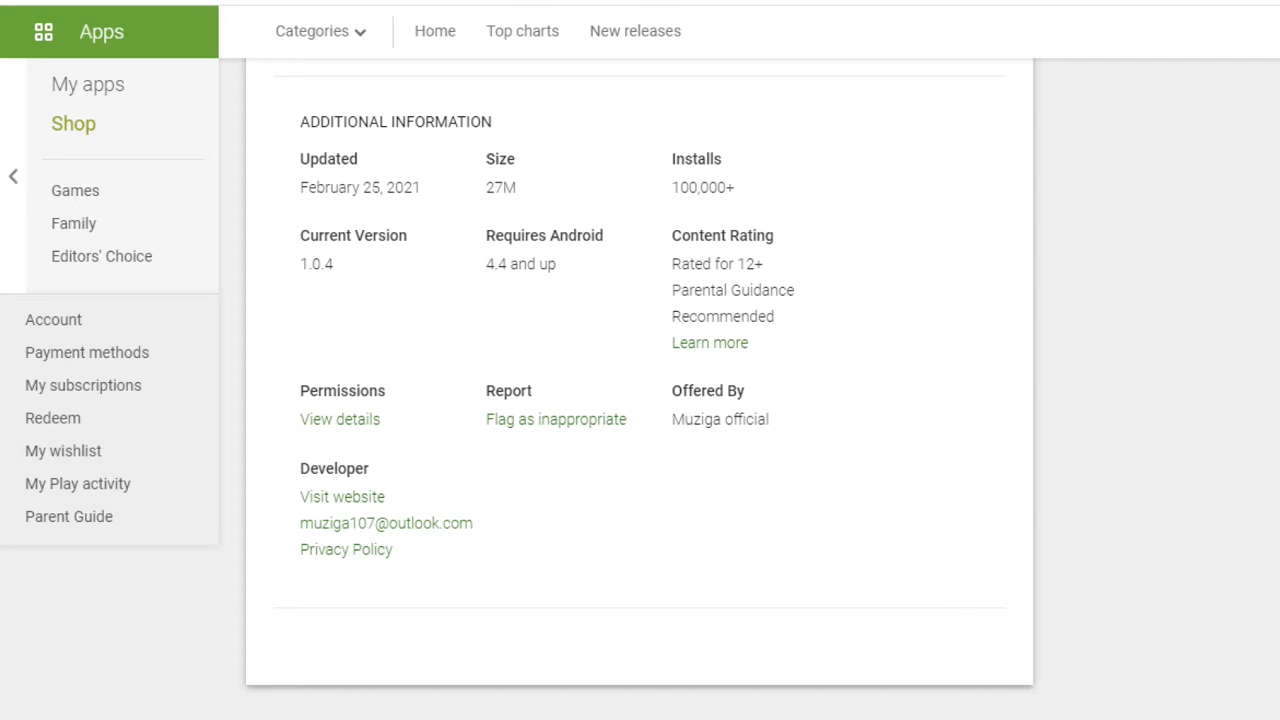 Apps
Categories
Home
Top charts
New releases
My apps
Shop
Games
Family
Editors' Choice
Account
Payment methods
My subscriptions
Redeem
My wishlist
My Play activity
Parent Guide
ADDITIONAL INFORMATION
Updated
February 25, 2021
Size
27M
Installs
100,000+
Current Version
1.0.4
Requires Android
4.4 and up
Content Rating
Rated for 12+
Parental Guidance
Recommended
Learn more
Permissions
View details
Report
Flag as inappropriate
Offered By
Muziga official
Developer
Visit website
muziga107@outlook.com
Privacy Policy